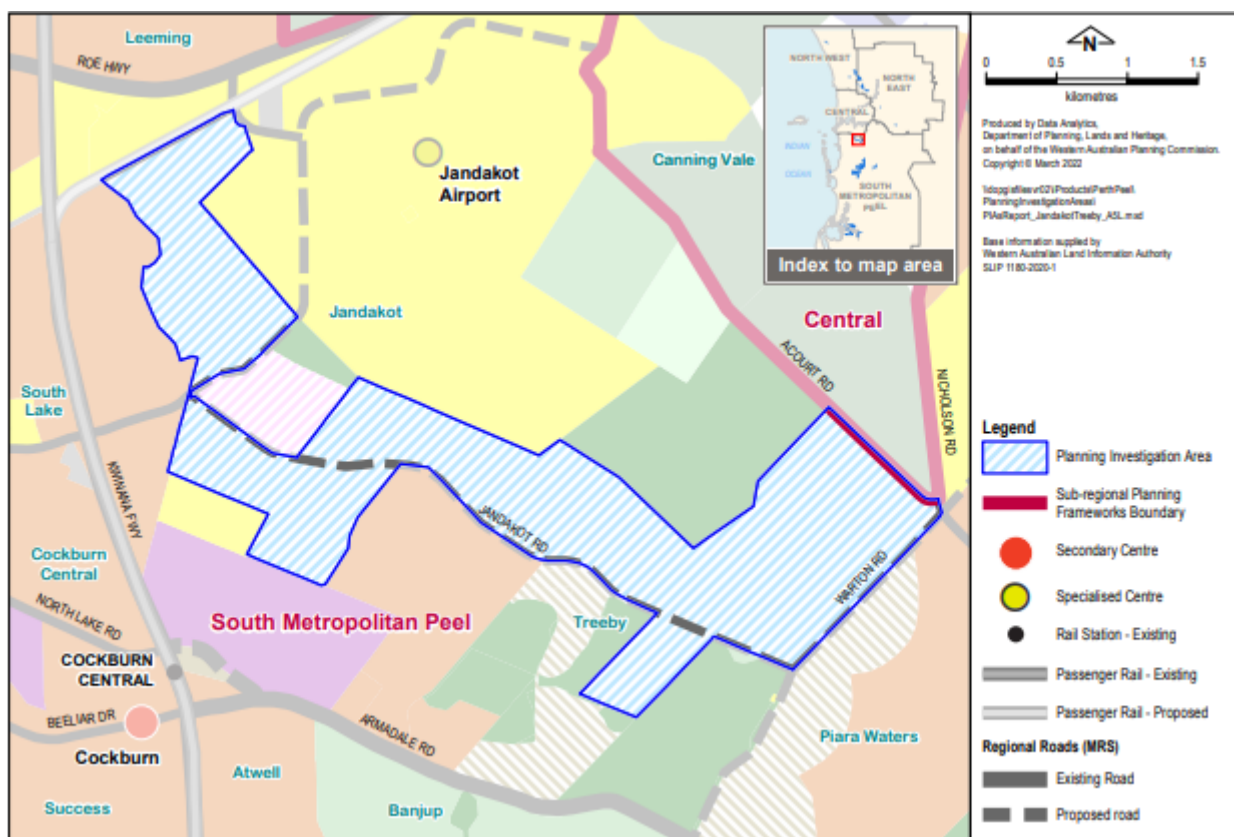 Leeming
ROE HWY
Jandakot
Airport
Canning Vale
Jandakot
Central
ACOURT RD
NICHOLSON RD
South
Lake
KWINANA FWY
JANDAKOT RD
WARTON RD
Cockburn
Central
NORTH LAKE RD
South Metropolitan Peel
Treeby
COCKBURN
CENTRAL
BEELIAR DR
Cockburn
ARMADALE RD
Piara Waters
Atwell
Success
Banjup
NORTH WEST
NORTH
EAST
CENTRAL
INDIAN
OCEAN
SOUTH
METROPOLITAN
PEEL
Index to map area
N
0 0.5 1 1.5
kilometres
Produced by Data Analytics,
Department of Planning, Lands and Heritage,
on behalf of the Western Australian Planning Commission.
Copyright © March 2022
PlanningInvestigationAreas\
PIAsReport_JandakotTreeby_ASL.mxd
Base information supplied by
Western Australian Land Information Authority
SLIP 1180-2020-1
Legend
Planning Investigation Area
Sub-regional Planning
Frameworks Boundary
Secondary Centre
Specialised Centre
Rail Station - Existing
Passenger Rail - Existing
Passenger Rail - Proposed
Regional Roads (MRS)
Existing Road
Proposed road